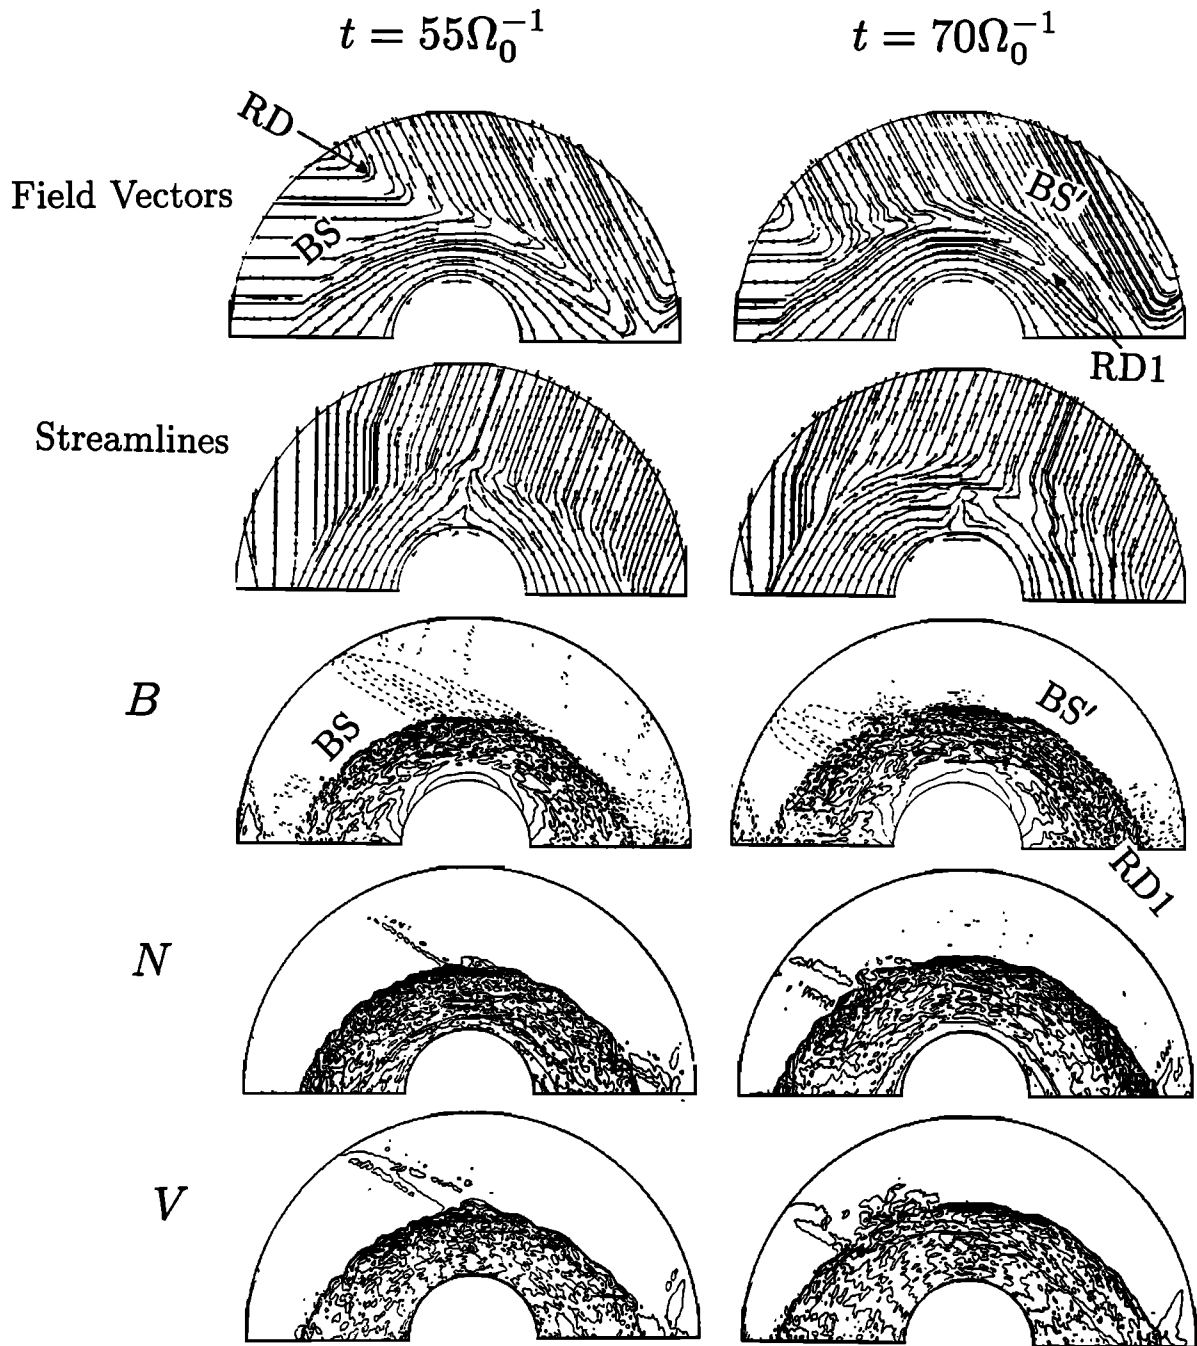 t = 55Ω₀⁻¹
t = 70Ω₀⁻¹
RD
Field Vectors
BS
BS′
RD1
Streamlines
B
BS
BS′
RD1
N
V